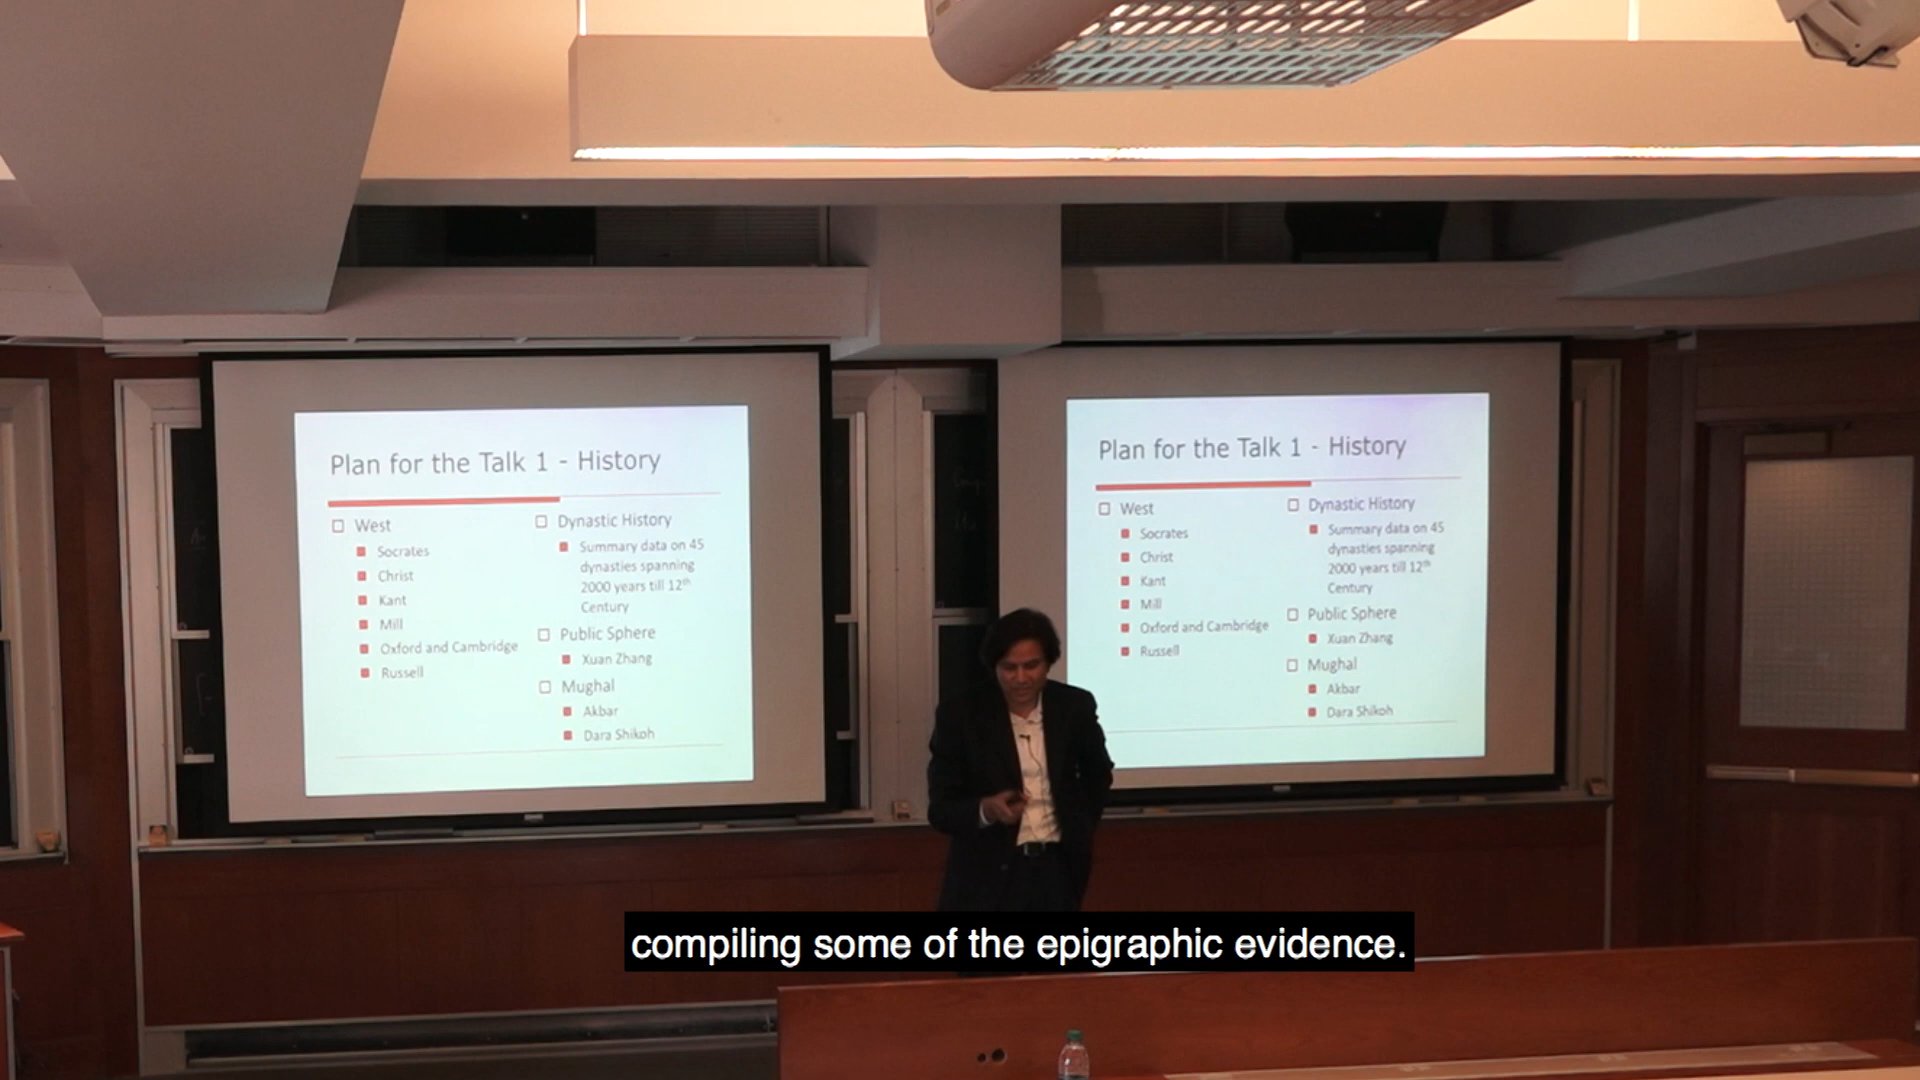 Plan for the Talk 1 - History
West
Socrates
Christ
Kant
Mill
Oxford and Cambridge
Russell
Dynastic History
Summary data on 45
dynasties spanning
2000 years till 12th
Century
Public Sphere
Xuan Zhang
Mughal
Akbar
Dara Shikoh
Plan for the Talk 1 - History
West
Socrates
Christ
Kant
Mill
Oxford and Cambridge
Russell
Dynastic History
Summary data on 45
dynasties spanning
2000 years till 12th
Century
Public Sphere
Xuan Zhang
Mughal
Akbar
Dara Shikoh
compiling some of the epigraphic evidence.